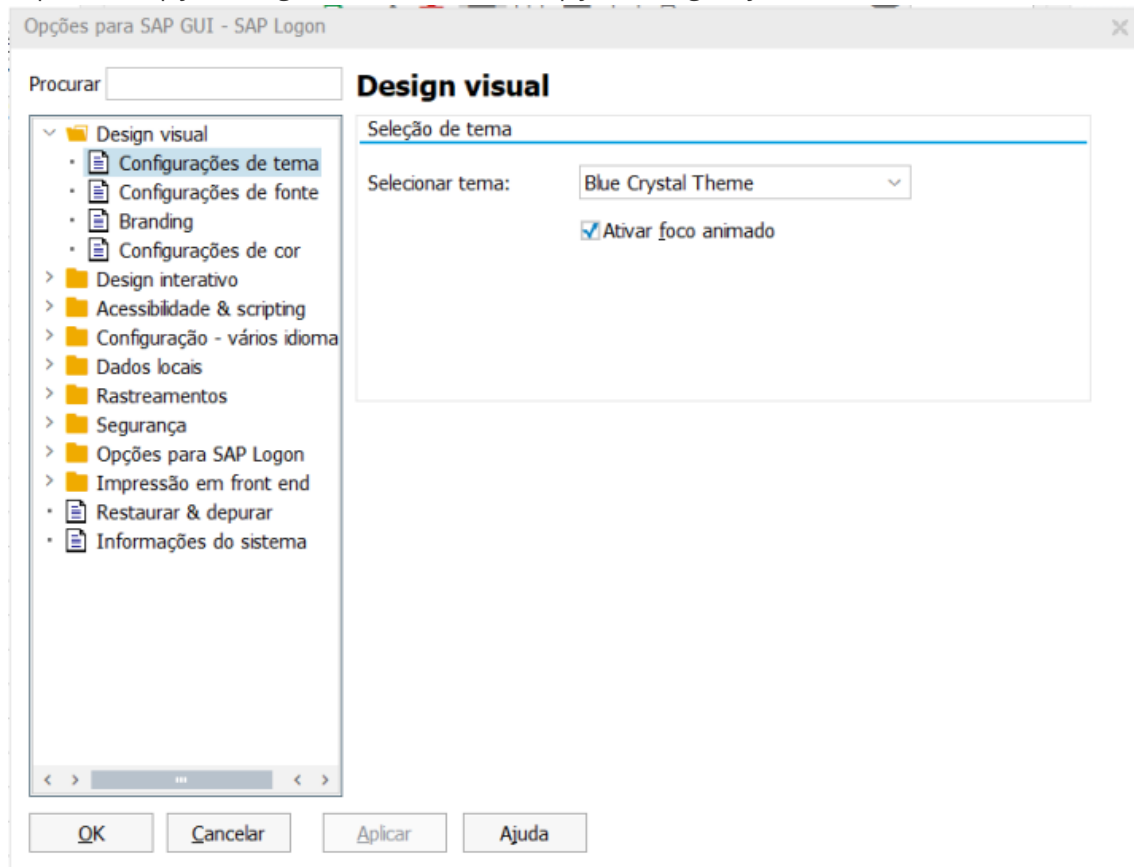 Opções para SAP GUI - SAP Logon
Procurar
Design visual
Design visual
Configurações de tema
Configurações de fonte
Branding
Configurações de cor
Design interativo
Acessibilidade & scripting
Configuração - vários idioma
Dados locais
Rastreamentos
Segurança
Opções para SAP Logon
Impressão em front end
Restaurar & depurar
Informações do sistema
Seleção de tema
Selecionar tema: Blue Crystal Theme
Ativar foco animado
OK Cancelar Aplicar Ajuda